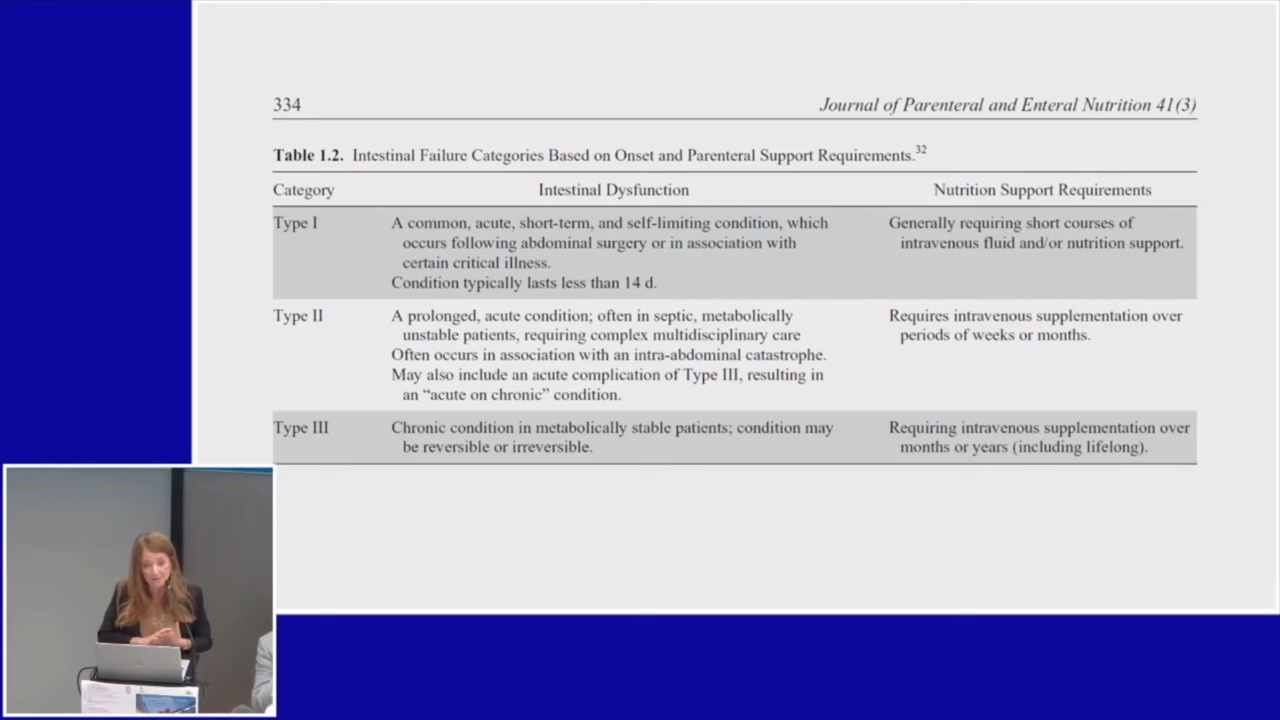 334 Journal of Parenteral and Enteral Nutrition 41(3)
Table 1.2. Intestinal Failure Categories Based on Onset and Parenteral Support Requirements.32
Category Intestinal Dysfunction Nutrition Support Requirements
Type I A common, acute, short-term, and self-limiting condition, which Generally requiring short courses of
occurs following abdominal surgery or in association with intravenous fluid and/or nutrition support.
certain critical illness.
Condition typically lasts less than 14 d.
Type II A prolonged, acute condition; often in septic, metabolically Requires intravenous supplementation over
unstable patients, requiring complex multidisciplinary care periods of weeks or months.
Often occurs in association with an intra-abdominal catastrophe.
May also include an acute complication of Type III, resulting in
an “acute on chronic” condition.
Type III Chronic condition in metabolically stable patients; condition may Requiring intravenous supplementation over
be reversible or irreversible. months or years (including lifelong).